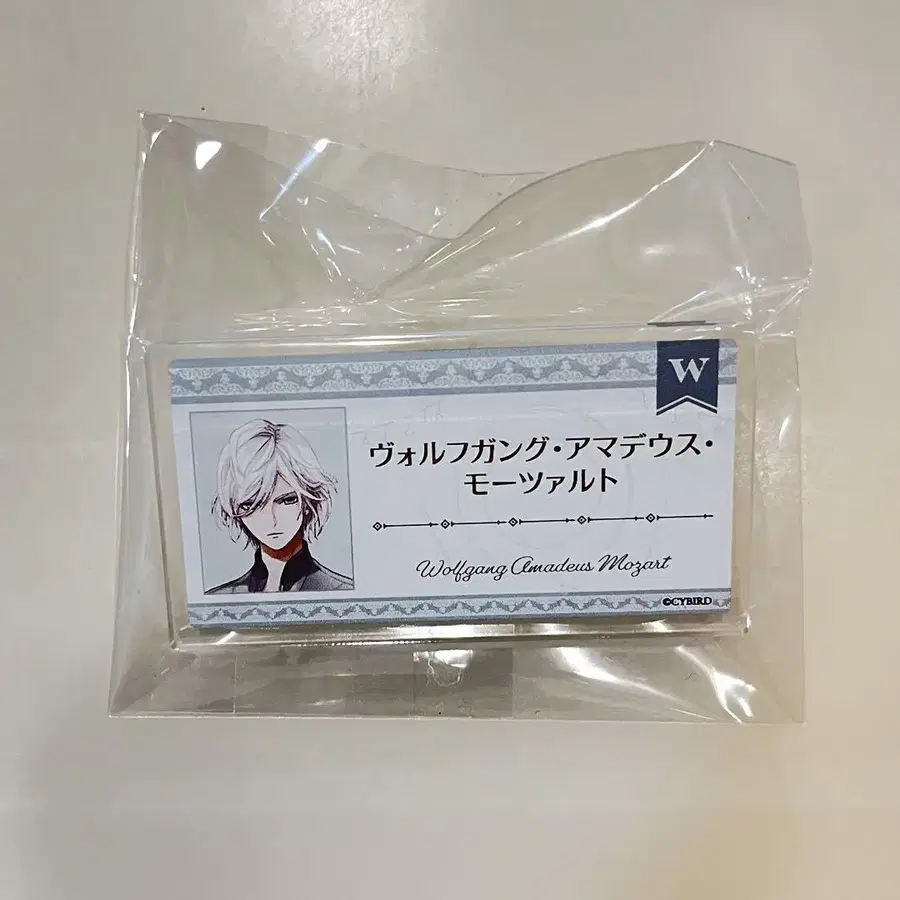 W
ヴォルフガング・アマデウス・
モーツァルト
Wolfgang Amadeus Mozart
©CYBIRD